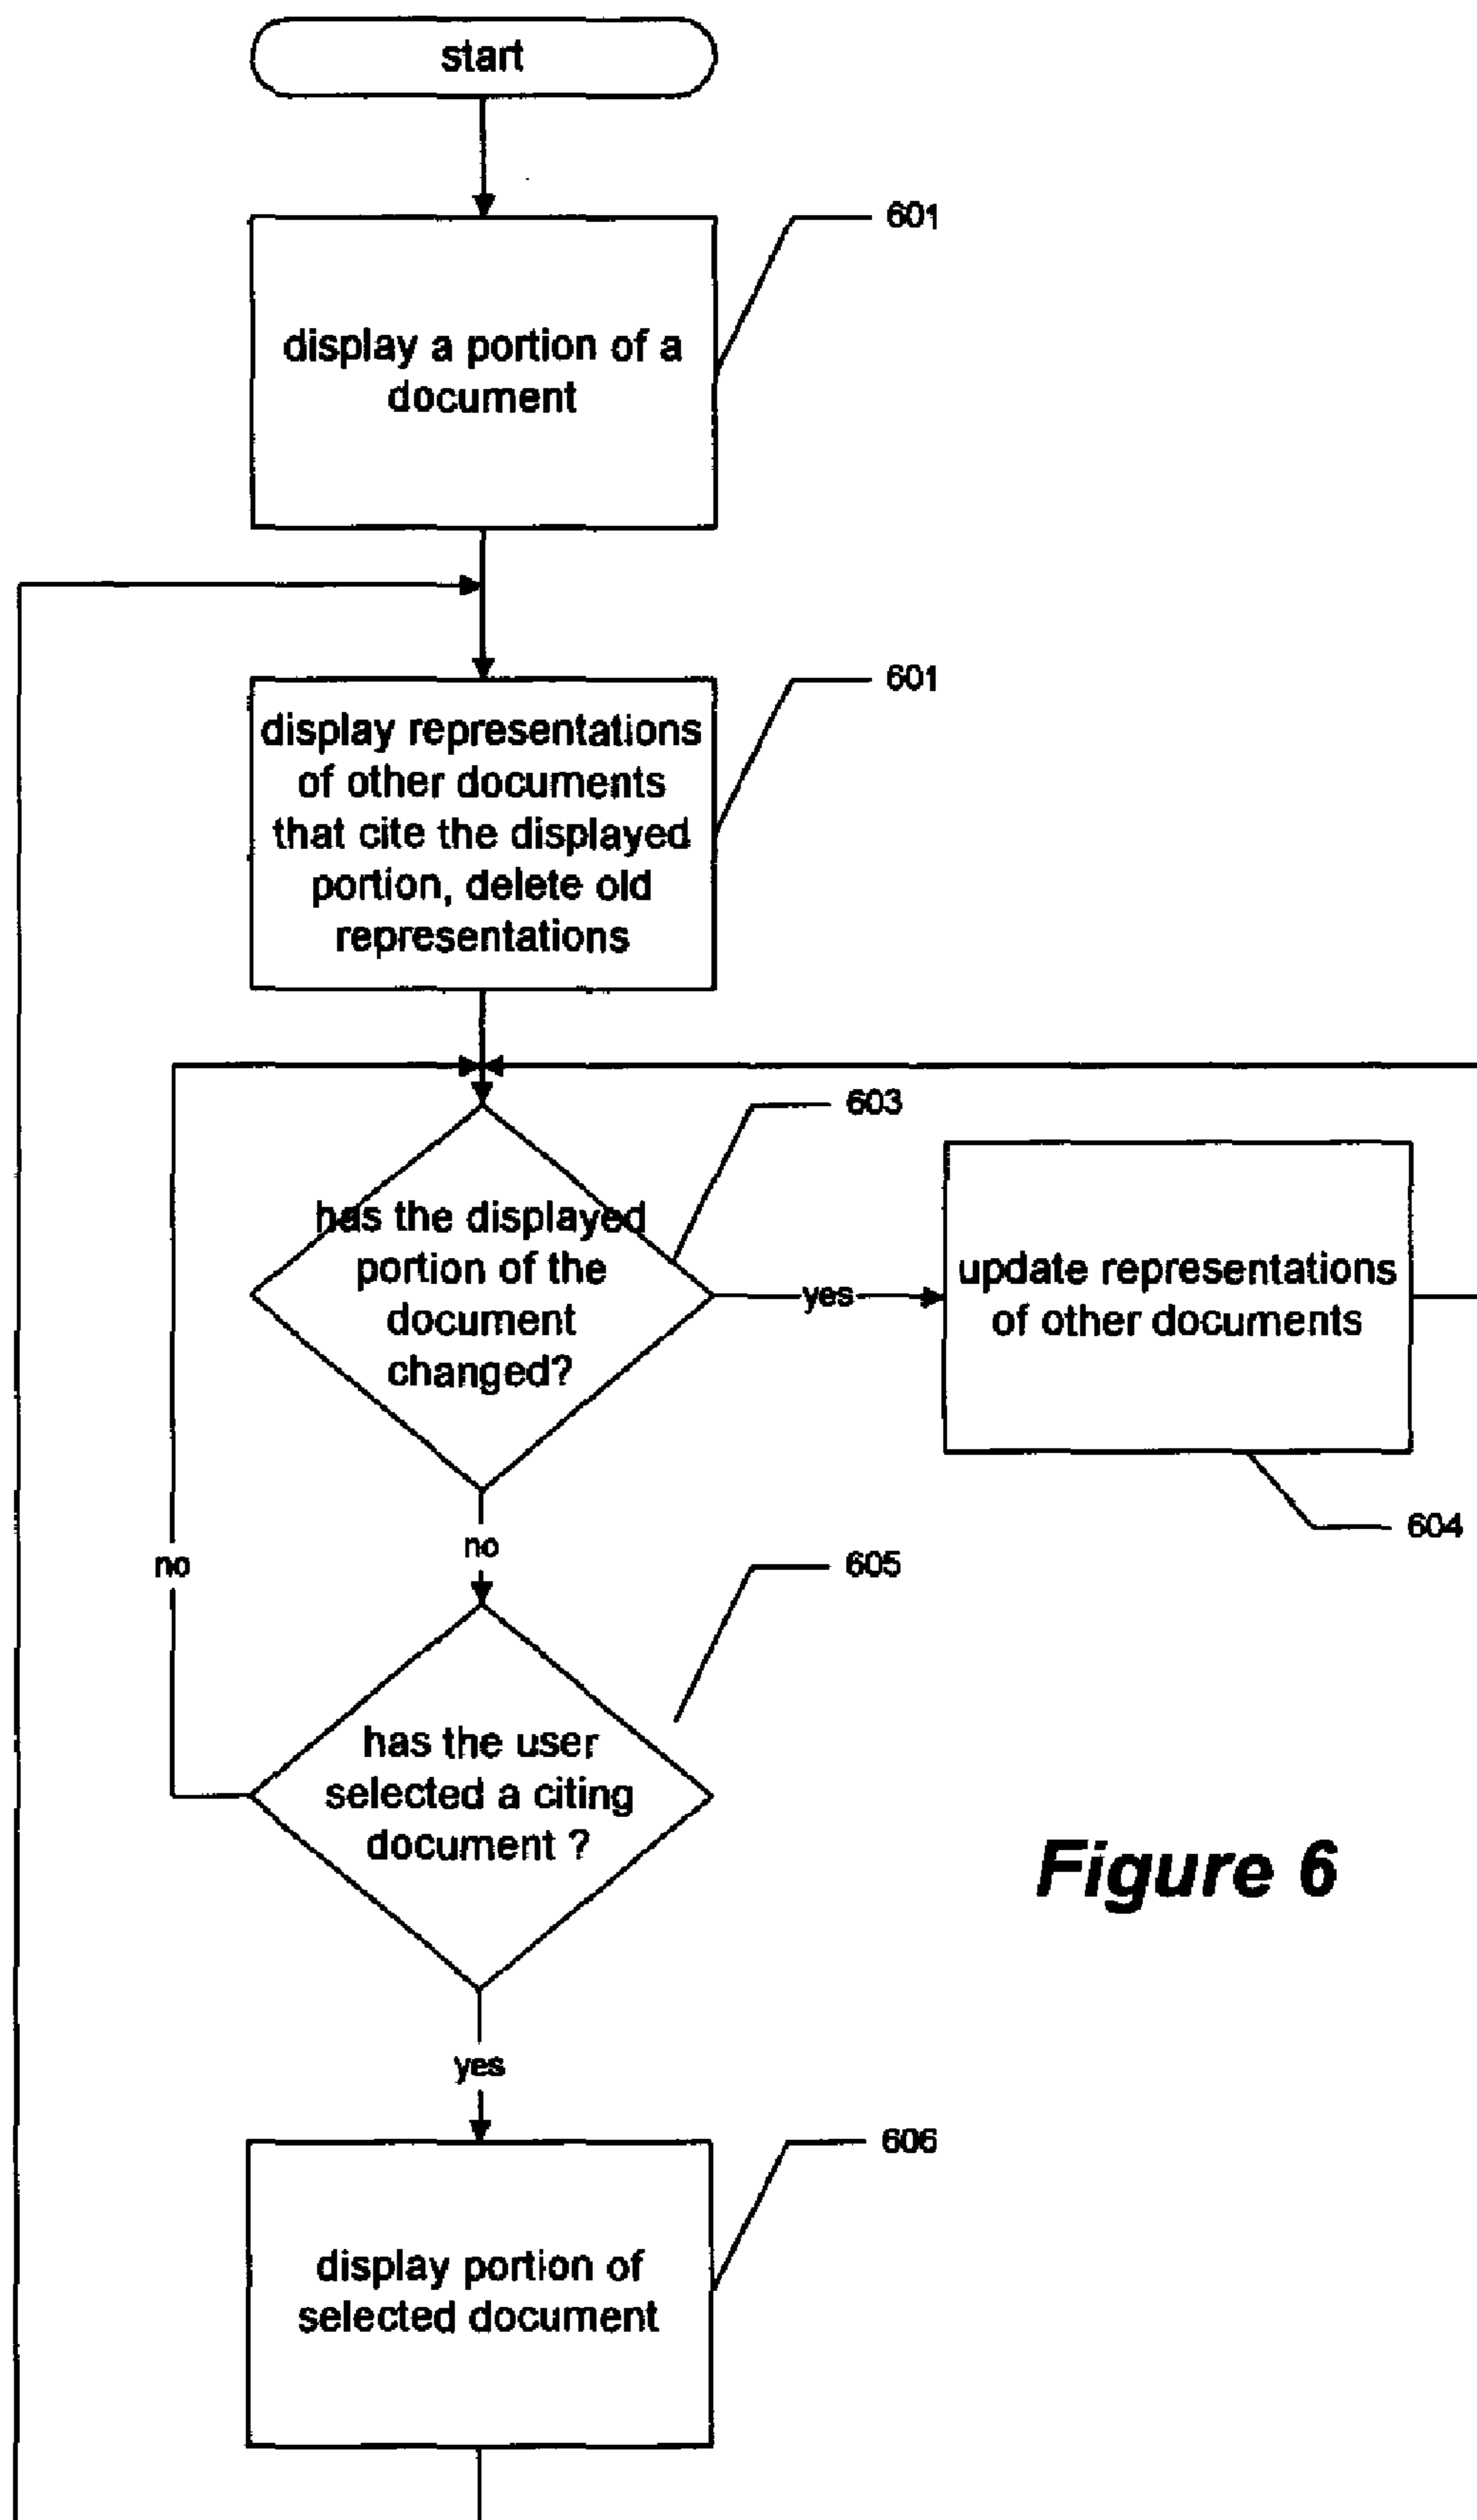 start
601
display a portion of a
document
601
display representations
of other documents
that cite the displayed
portion, delete old
representations
603
has the displayed
portion of the
document
changed?
yes
update representations
of other documents
604
no
no
605
has the user
selected a citing
document ?
Figure 6
yes
606
display portion of
selected document